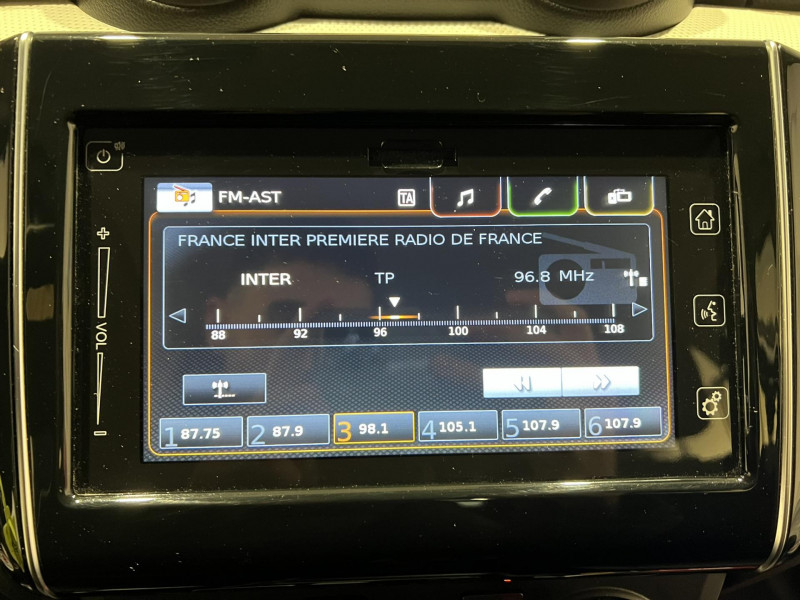 FM-AST TA
FRANCE INTER PREMIERE RADIO DE FRANCE
INTER TP 96.8 MHz
88 92 96 100 104 108
VOL
1 87.75 2 87.9 3 98.1 4 105.1 5 107.9 6 107.9